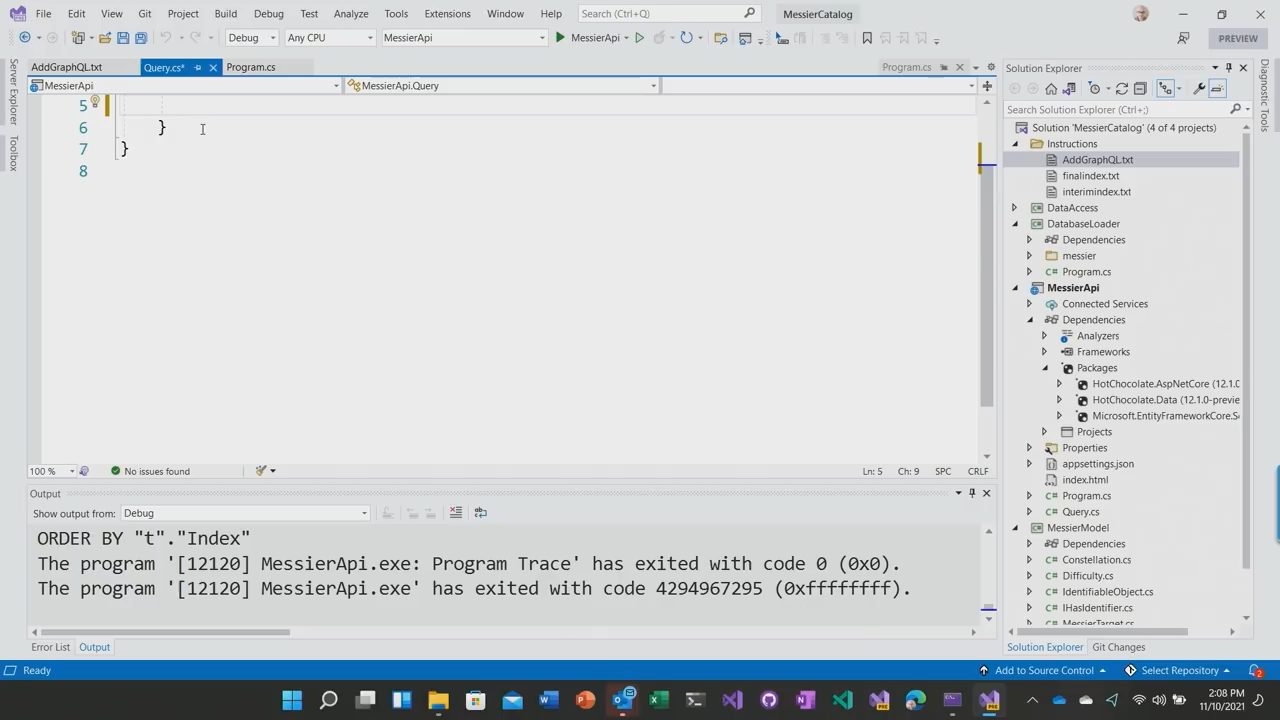 File Edit View Git Project Build Debug Test Analyze Tools Extensions Window Help Search (Ctrl+Q) MessierCatalog
Debug Any CPU MessierApi MessierApi PREVIEW
AddGraphQL.txt Query.cs* Program.cs Program.cs
MessierApi MessierApi.Query
5
6 }
7 }
8
100 % No issues found Ln: 5 Ch: 9 SPC CRLF
Output
Show output from: Debug
ORDER BY "t"."Index"
The program '[12120] MessierApi.exe: Program Trace' has exited with code 0 (0x0).
The program '[12120] MessierApi.exe' has exited with code 4294967295 (0xffffffff).
Error List Output
Server Explorer
Toolbox
Solution Explorer
Search Solution Explorer (Ctrl+;)
Solution 'MessierCatalog' (4 of 4 projects)
Instructions
AddGraphQL.txt
finalindex.txt
interimindex.txt
DataAccess
DatabaseLoader
Dependencies
messier
C# Program.cs
MessierApi
Connected Services
Dependencies
Analyzers
Frameworks
Packages
HotChocolate.AspNetCore (12.1.0
HotChocolate.Data (12.1.0-previe
Microsoft.EntityFrameworkCore.S
Projects
Properties
appsettings.json
index.html
C# Program.cs
C# Query.cs
MessierModel
Dependencies
C# Constellation.cs
C# Difficulty.cs
C# IdentifiableObject.cs
C# IHasIdentifier.cs
C# MessierTarget.cs
Solution Explorer Git Changes
Diagnostic Tools
Ready Add to Source Control Select Repository 2
2:08 PM
11/10/2021